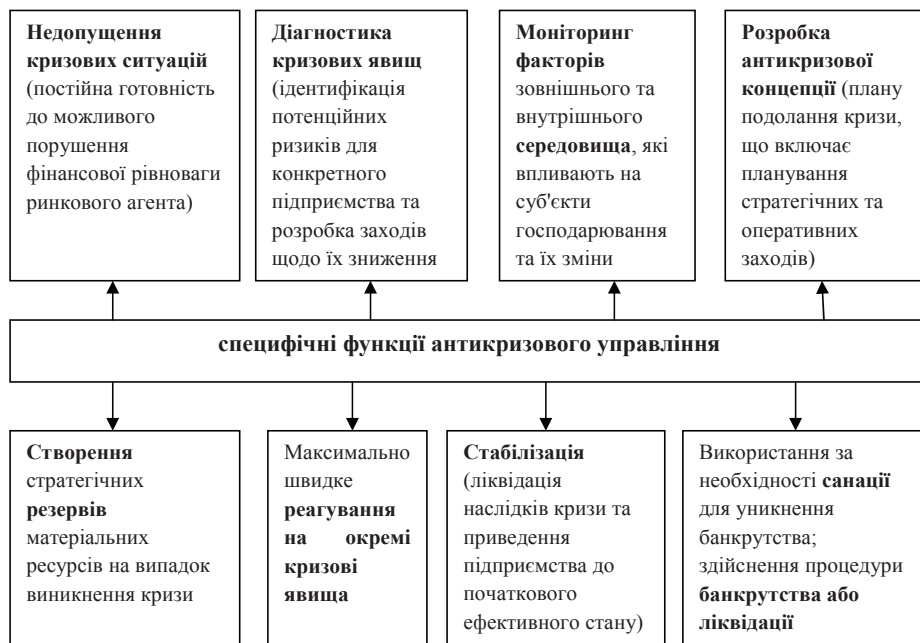 Недопущення
кризових ситуацій
(постійна готовність
до можливого
порушення
фінансової рівноваги
ринкового агента)
Діагностика
кризових явищ
(ідентифікація
потенційних
ризиків для
конкретного
підприємства та
розробка заходів
щодо їх зниження
Моніторинг
факторів
зовнішнього та
внутрішнього
середовища, які
впливають на
суб'єкти
господарювання
та їх зміни
Розробка
антикризової
концепції (плану
подолання кризи,
що включає
планування
стратегічних та
оперативних
заходів)
специфічні функції антикризового управління
Створення
стратегічних
резервів
матеріальних
ресурсів на випадок
виникнення кризи
Максимально
швидке
реагування
на окремі
кризові
явища
Стабілізація
(ліквідація
наслідків кризи та
приведення
підприємства до
початкового
ефективного стану)
Використання за
необхідності санації
для уникнення
банкрутства;
здійснення процедури
банкрутства або
ліквідації